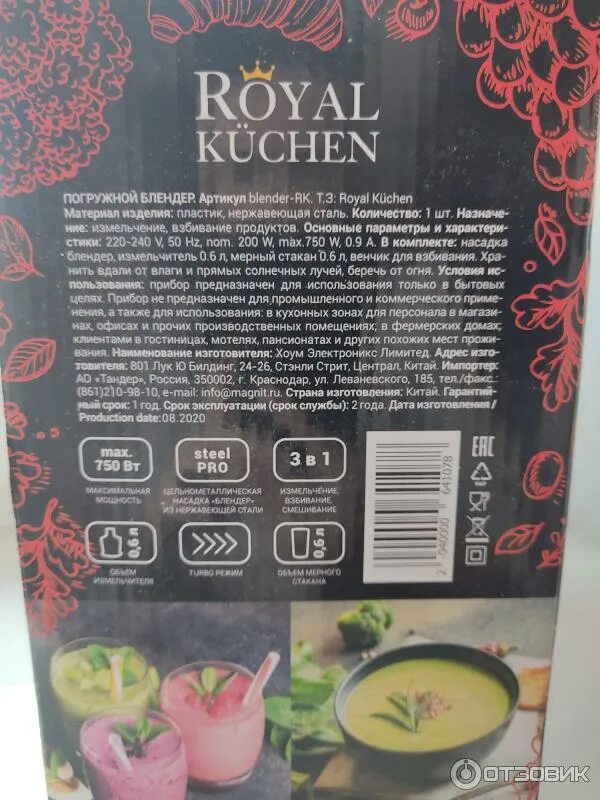 ROYAL
KÜCHEN
ПОГРУЖНОЙ БЛЕНДЕР. Артикул blender-RK. Т.З: Royal Küchen
Материал изделия: пластик, нержавеющая сталь. Количество: 1 шт. Назначе-
ние: измельчение, взбивание продуктов. Основные параметры и характери-
стики: 220-240 V, 50 Hz, nom. 200 W, max.750 W, 0.9 A. В комплекте: насадка
блендер, измельчитель 0.6 л, мерный стакан 0.6 л, венчик для взбивания. Хра-
нить вдали от влаги и прямых солнечных лучей, беречь от огня. Условия ис-
пользования: прибор предназначен для использования только в бытовых
целях. Прибор не предназначен для промышленного и коммерческого приме-
нения, а также для использования: в кухонных зонах для персонала в магази-
нах, офисах и прочих производственных помещениях; в фермерских домах;
клиентами в гостиницах, мотелях, пансионатах и других похожих мест прожи-
вания. Наименование изготовителя: Хоум Электроникс Лимитед. Адрес изго-
товителя: 801 Лук Ю Билдинг, 24-26, Стэнли Стрит, Централ, Китай. Импортер:
АО «Тандер», Россия, 350002, г. Краснодар, ул. Леваневского, 185, тел./факс.:
(861)2)0-98-10, e-mail: info@magnit.ru. Страна изготовления: Китай. Гарантий-
ный срок: 1 год. Срок эксплуатации (срок службы): 2 года. Дата изготовления/
Production date:08.2020
max.
750 Вт
МАКСИМАЛЬНАЯ
МОЩНОСТЬ
steel
PRO
ЦЕЛЬНОМЕТАЛЛИЧЕСКАЯ
НАСАДКА «БЛЕНДЕР»
ИЗ НЕРЖАВЕЮЩЕЙ СТАЛИ
3 в 1
ИЗМЕЛЬЧЕНИЕ,
ВЗБИВАНИЕ,
СМЕШИВАНИЕ
0,6 л
ОБЪЕМ
ИЗМЕЛЬЧИТЕЛЯ
TURBO РЕЖИМ
0,6 л
ОБЪЕМ МЕРНОГО
СТАКАНА
641078
EAC
PAP
ОТЗОВИК